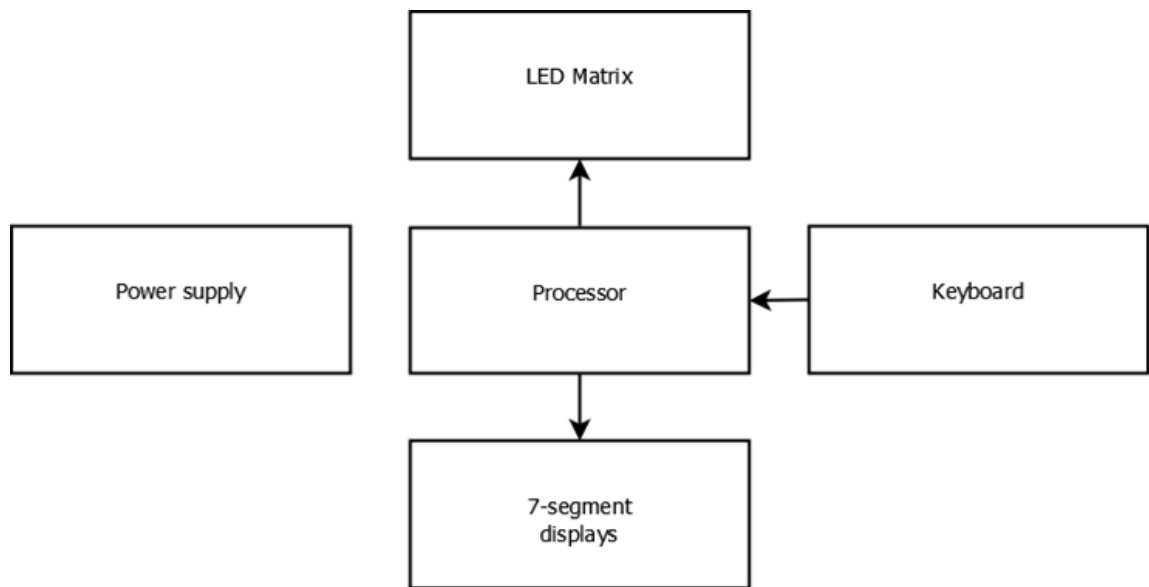 LED Matrix
Power supply
Processor
Keyboard
7-segment
displays